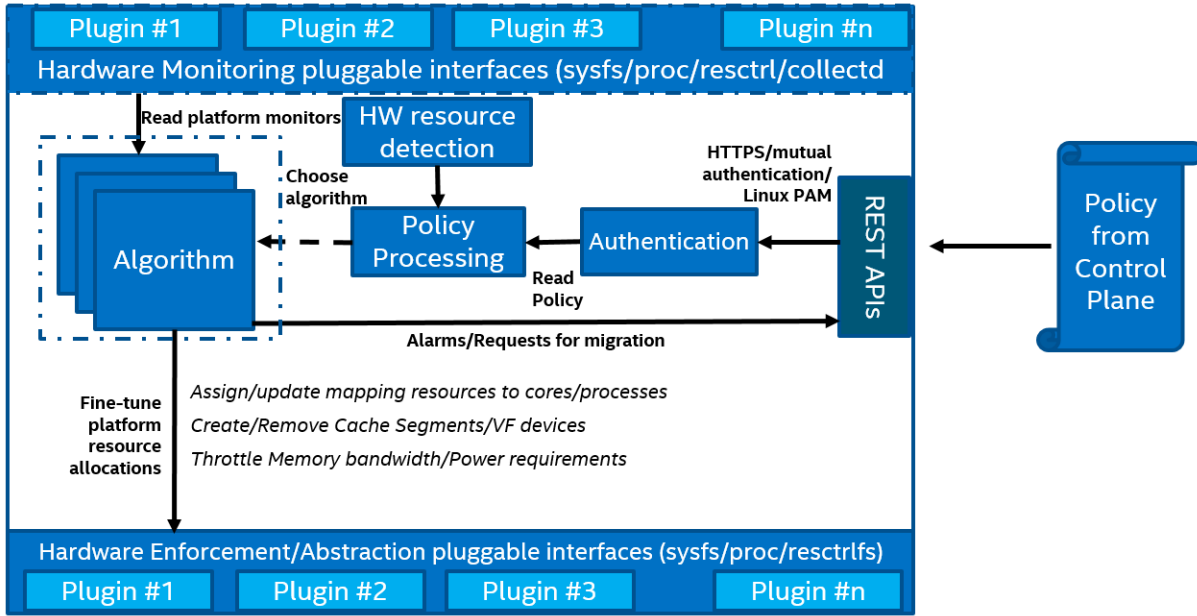 Plugin #1
Plugin #2
Plugin #3
Plugin #n
Hardware Monitoring pluggable interfaces (sysfs/proc/resctrl/collectd
Read platform monitors
HW resource
detection
Choose
algorithm
HTTPS/mutual
authentication/
Linux PAM
Algorithm
Policy
Processing
Authentication
REST APIs
Policy
from
Control
Plane
Read
Policy
Alarms/Requests for migration
Fine-tune
platform
resource
allocations
Assign/update mapping resources to cores/processes
Create/Remove Cache Segments/VF devices
Throttle Memory bandwidth/Power requirements
Hardware Enforcement/Abstraction pluggable interfaces (sysfs/proc/resctrlfs)
Plugin #1
Plugin #2
Plugin #3
Plugin #n